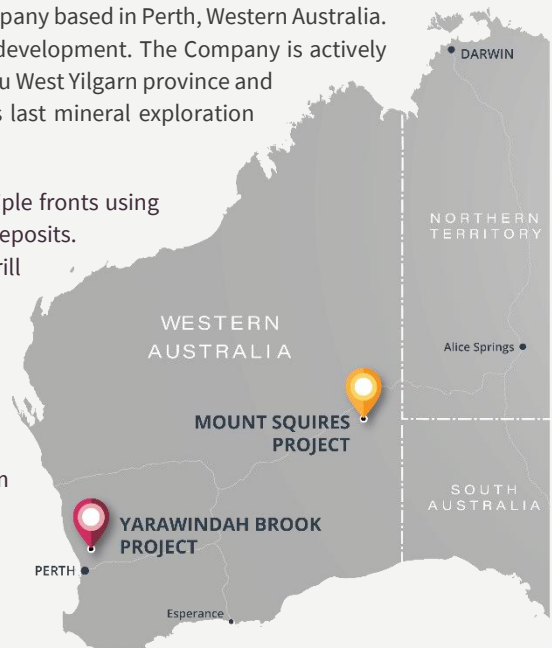 pany based in Perth, Western Australia.
development. The Company is actively
u West Yilgarn province and
s last mineral exploration
iple fronts using
eposits.
rill
n
DARWIN
NORTHERN
TERRITORY
WESTERN
AUSTRALIA
Alice Springs
MOUNT SQUIRES
PROJECT
SOUTH
AUSTRALIA
YARAWINDAH BROOK
PROJECT
PERTH
Esperance